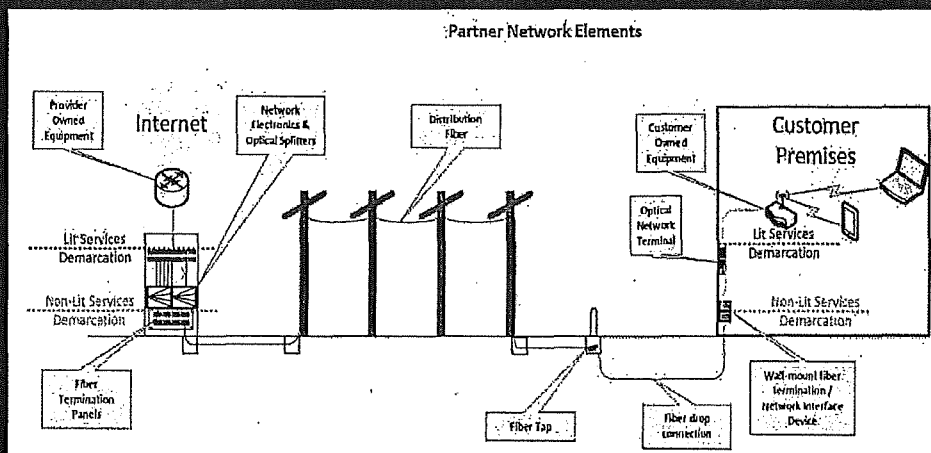 Partner Network Elements
Provider
Owned
Equipment
Internet
Network
Electronics &
Optical Splitters
Distribution
Fiber
Customer
Owned
Equipment
Customer
Premises
Optical
Network
Terminal
Lit Services
Demarcation
Lit Services
Demarcation
Non-Lit Services
Demarcation
Non-Lit Services
Demarcation
Fiber
Termination
Panels
Fiber Tap
Fiber drop
connection
Wall-mount fiber
termination /
Network Interface
Device